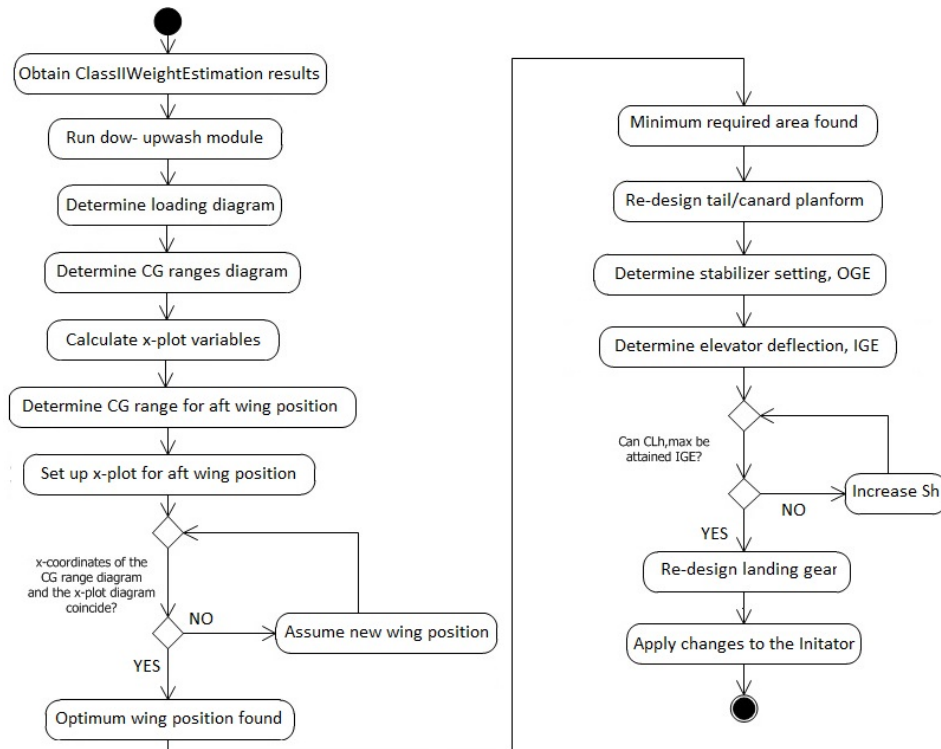 Obtain ClassIIWeightEstimation results
Run dow- upwash module
Determine loading diagram
Determine CG ranges diagram
Calculate x-plot variables
Determine CG range for aft wing position
Set up x-plot for aft wing position
x-coordinates of the
CG range diagram
and the x-plot diagram
coincide?
NO
Assume new wing position
YES
Optimum wing position found
Minimum required area found
Re-design tail/canard planform
Determine stabilizer setting, OGE
Determine elevator deflection, IGE
Can CLh,max be
attained IGE?
NO
Increase Sh
YES
Re-design landing gear
Apply changes to the Initator